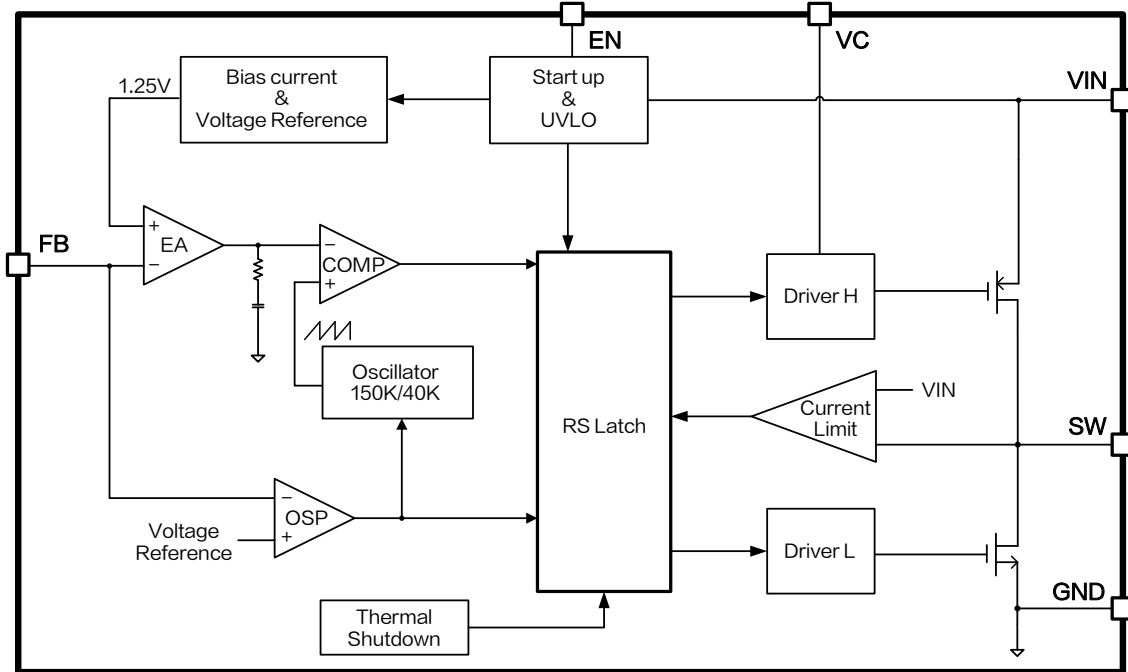 EN
VC
VIN
1.25V
Bias current
&
Voltage Reference
Start up
&
UVLO
FB
+
EA
−
−
COMP
+
Oscillator
150K/40K
RS Latch
Driver H
VIN
Current
Limit
SW
−
OSP
+
Voltage
Reference
Driver L
GND
Thermal
Shutdown